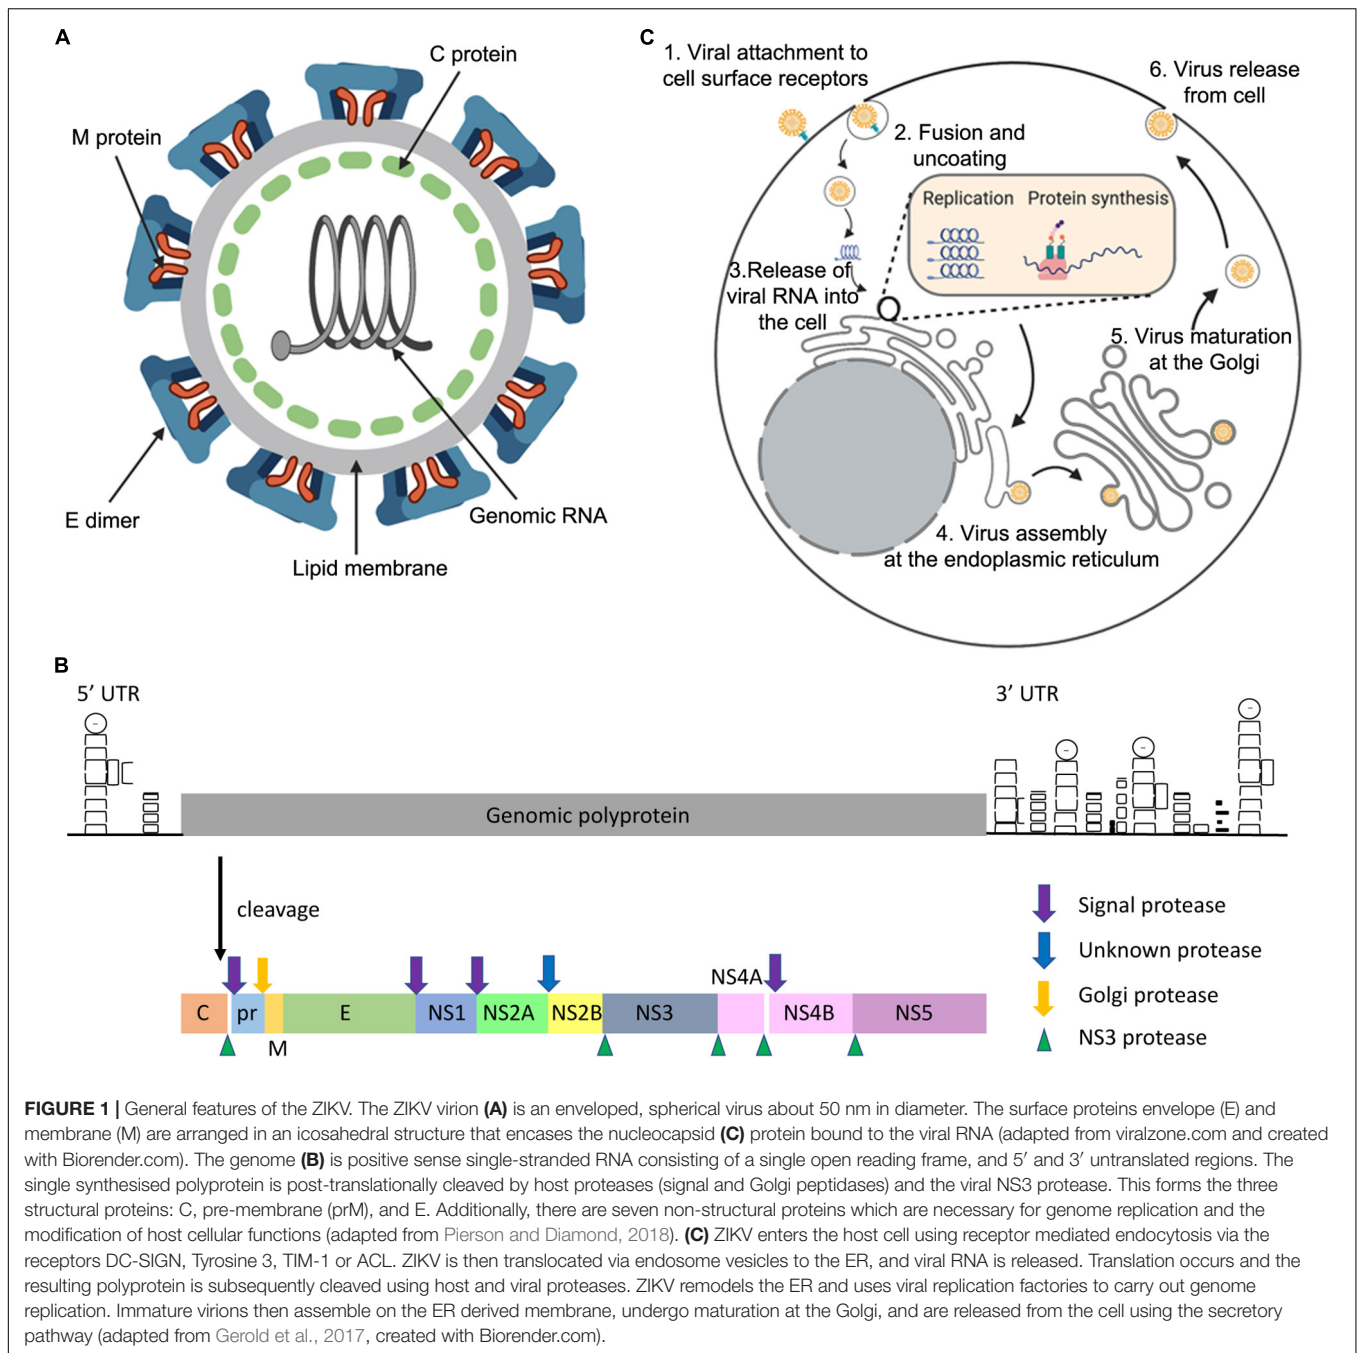 A
C protein
M protein
E dimer
Genomic RNA
Lipid membrane
C
1. Viral attachment to
cell surface receptors
2. Fusion and
uncoating
Replication
Protein synthesis
3.Release of
viral RNA into
the cell
4. Virus assembly
at the endoplasmic reticulum
5. Virus maturation
at the Golgi
6. Virus release
from cell
B
5′ UTR
3′ UTR
Genomic polyprotein
cleavage
Signal protease
Unknown protease
Golgi protease
NS3 protease
NS4A
C pr E NS1 NS2A NS2B NS3 NS4B NS5
M
FIGURE 1 | General features of the ZIKV. The ZIKV virion (A) is an enveloped, spherical virus about 50 nm in diameter. The surface proteins envelope (E) and
membrane (M) are arranged in an icosahedral structure that encases the nucleocapsid (C) protein bound to the viral RNA (adapted from viralzone.com and created
with Biorender.com). The genome (B) is positive sense single-stranded RNA consisting of a single open reading frame, and 5′ and 3′ untranslated regions. The
single synthesised polyprotein is post-translationally cleaved by host proteases (signal and Golgi peptidases) and the viral NS3 protease. This forms the three
structural proteins: C, pre-membrane (prM), and E. Additionally, there are seven non-structural proteins which are necessary for genome replication and the
modification of host cellular functions (adapted from Pierson and Diamond, 2018). (C) ZIKV enters the host cell using receptor mediated endocytosis via the
receptors DC-SIGN, Tyrosine 3, TIM-1 or ACL. ZIKV is then translocated via endosome vesicles to the ER, and viral RNA is released. Translation occurs and the
resulting polyprotein is subsequently cleaved using host and viral proteases. ZIKV remodels the ER and uses viral replication factories to carry out genome
replication. Immature virions then assemble on the ER derived membrane, undergo maturation at the Golgi, and are released from the cell using the secretory
pathway (adapted from Gerold et al., 2017, created with Biorender.com).